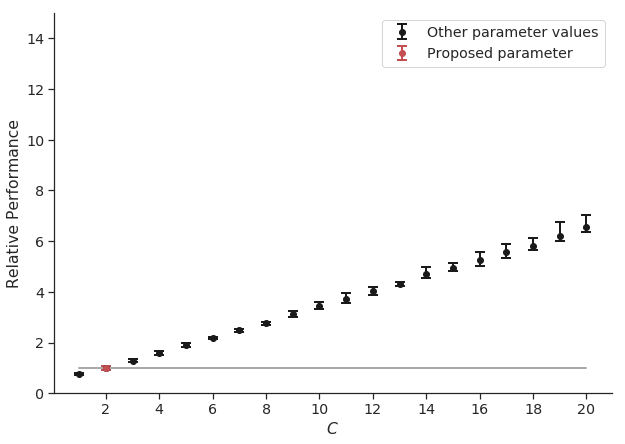 Other parameter values
Proposed parameter
14
12
10
8
6
4
2
0
Relative Performance
2 4 6 8 10 12 14 16 18 20
C